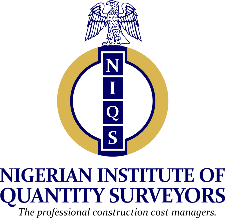 N
I
Q
S
NIGERIAN INSTITUTE OF
QUANTITY SURVEYORS
The professional construction cost managers.